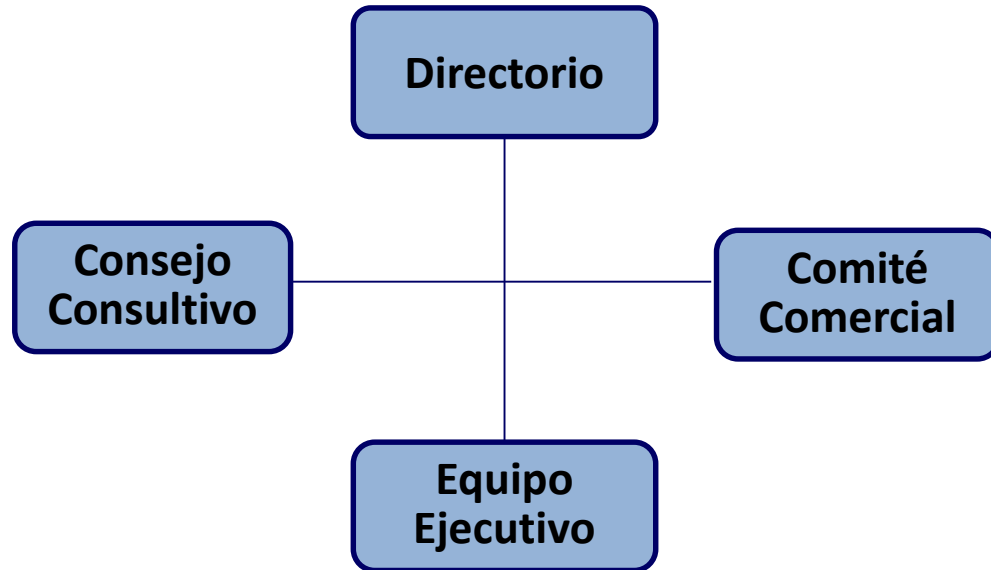 Directorio
Consejo
Consultivo
Comité
Comercial
Equipo
Ejecutivo